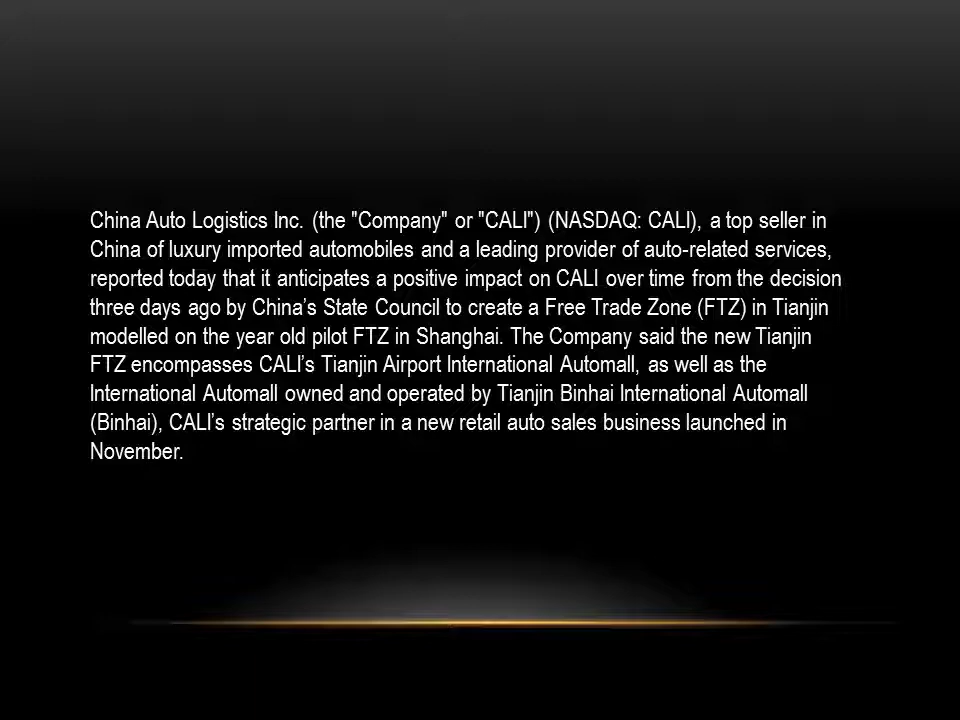 China Auto Logistics Inc. (the "Company" or "CALI") (NASDAQ: CALI), a top seller in
China of luxury imported automobiles and a leading provider of auto-related services,
reported today that it anticipates a positive impact on CALI over time from the decision
three days ago by China’s State Council to create a Free Trade Zone (FTZ) in Tianjin
modelled on the year old pilot FTZ in Shanghai. The Company said the new Tianjin
FTZ encompasses CALI’s Tianjin Airport International Automall, as well as the
International Automall owned and operated by Tianjin Binhai International Automall
(Binhai), CALI’s strategic partner in a new retail auto sales business launched in
November.